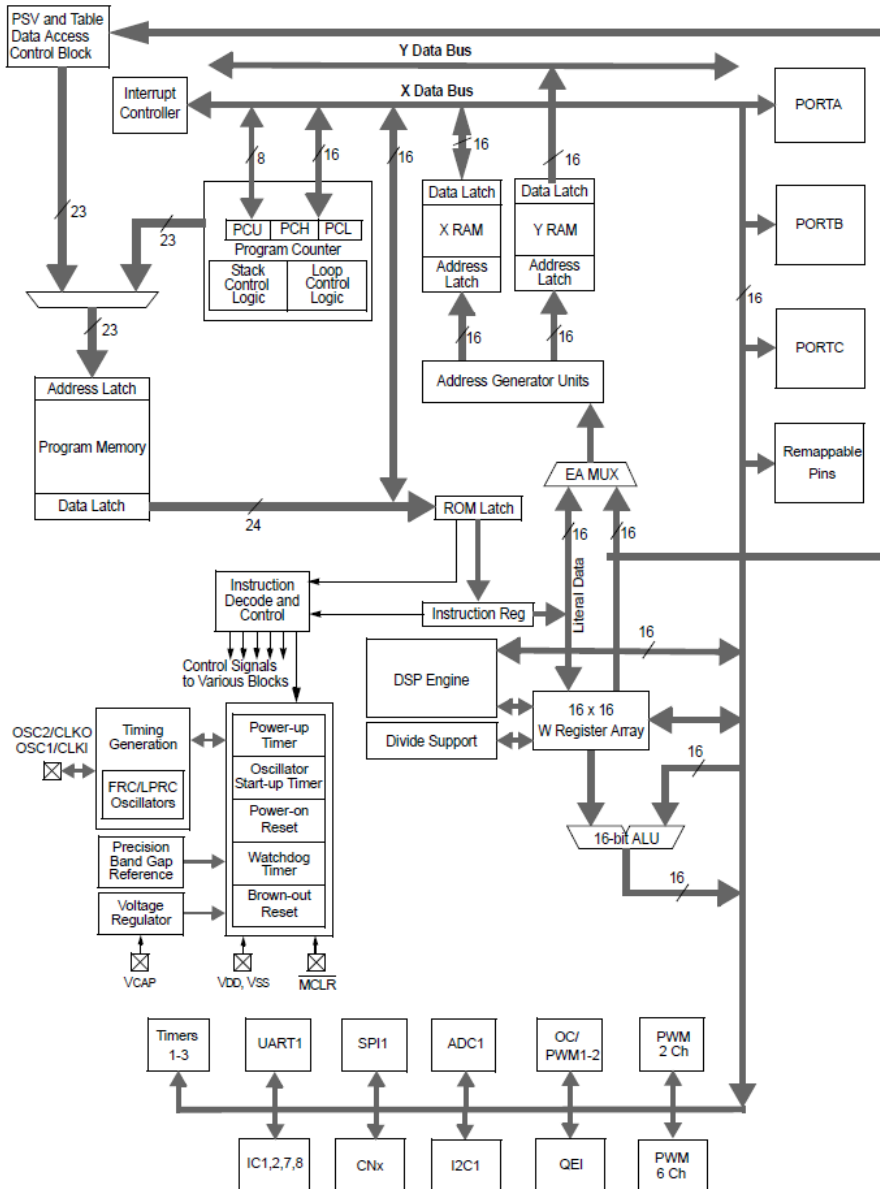 PSV and Table
Data Access
Control Block
Y Data Bus
X Data Bus
Interrupt
Controller
PORTA
8
16
16
16
16
23
23
Data Latch
X RAM
Address
Latch
Data Latch
Y RAM
Address
Latch
PORTB
PCU
PCH
PCL
Program Counter
Stack
Control
Logic
Loop
Control
Logic
16
23
16
16
PORTC
Address Generator Units
Address Latch
Program Memory
Data Latch
24
EA MUX
Remappable
Pins
ROM Latch
16
16
Literal Data
Instruction
Decode and
Control
Instruction Reg
Control Signals
to Various Blocks
16
DSP Engine
Divide Support
16 x 16
W Register Array
OSC2/CLKO
OSC1/CLKI
Timing
Generation
FRC/LPRC
Oscillators
Power-up
Timer
Oscillator
Start-up Timer
Power-on
Reset
Watchdog
Timer
Brown-out
Reset
16
16-bit ALU
16
Precision
Band Gap
Reference
Voltage
Regulator
VCAP
VDD, VSS
MCLR
Timers
1-3
UART1
SPI1
ADC1
OC/
PWM1-2
PWM
2 Ch
IC1,2,7,8
CNx
I2C1
QEI
PWM
6 Ch